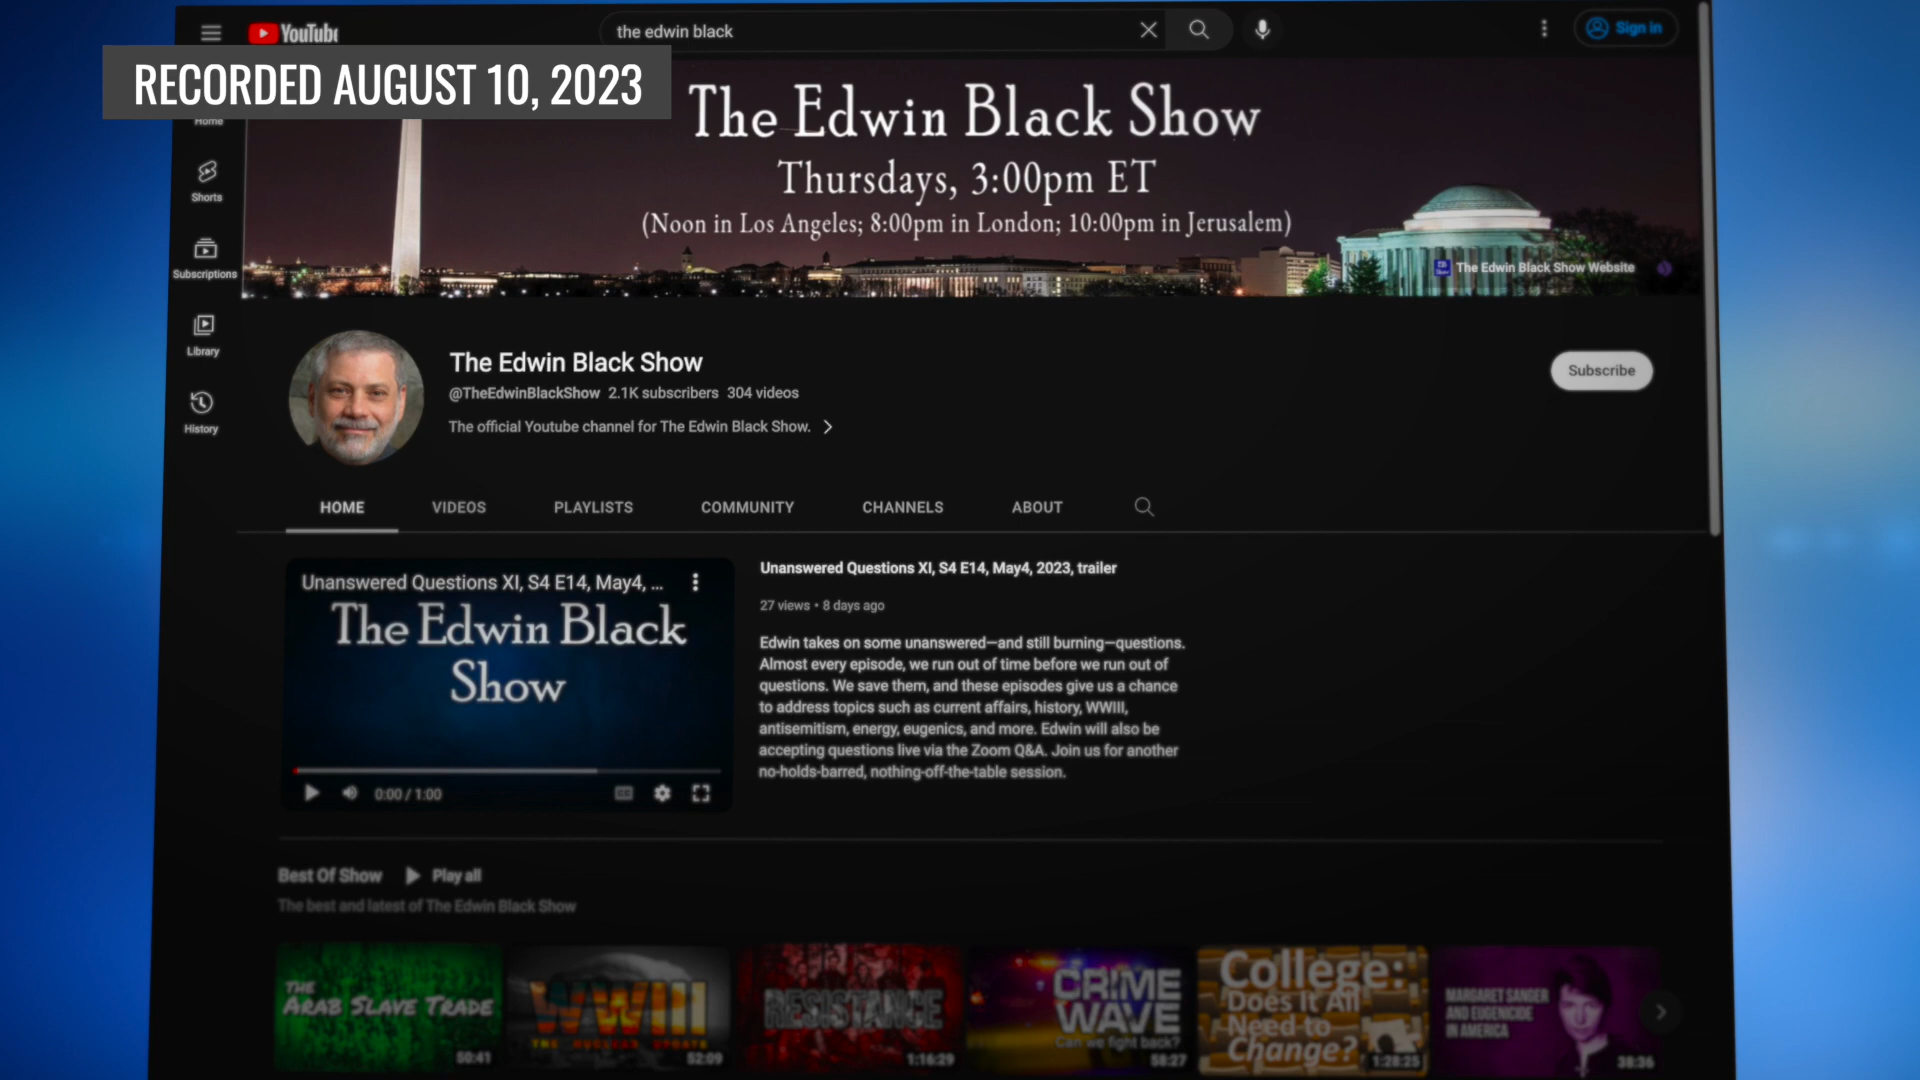 YouTube
the edwin black
Sign in
RECORDED AUGUST 10, 2023
The Edwin Black Show
Thursdays, 3:00pm ET
(Noon in Los Angeles; 8:00pm in London; 10:00pm in Jerusalem)
The Edwin Black Show Website
Home
Shorts
Subscriptions
Library
History
The Edwin Black Show
@TheEdwinBlackShow 2.1K subscribers 304 videos
The official Youtube channel for The Edwin Black Show.
Subscribe
HOME VIDEOS PLAYLISTS COMMUNITY CHANNELS ABOUT
Unanswered Questions XI, S4 E14, May4, ...
The Edwin Black
Show
0:00 / 1:00
Unanswered Questions XI, S4 E14, May4, 2023, trailer
27 views • 8 days ago
Edwin takes on some unanswered—and still burning—questions.
Almost every episode, we run out of time before we run out of
questions. We save them, and these episodes give us a chance
to address topics such as current affairs, history, WWIII,
antisemitism, energy, eugenics, and more. Edwin will also be
accepting questions live via the Zoom Q&A. Join us for another
no-holds-barred, nothing-off-the-table session.
Best Of Show Play all
The best and latest of The Edwin Black Show
THE
ARAB SLAVE TRADE
50:41
WWIII
THE NUCLEAR UPDATE
52:09
RESISTANCE
1:16:29
CRIME
WAVE
Can we fight back?
58:27
College:
Does It All
Need to
Change?
1:28:25
MARGARET SANGER
AND EUGENICIDE
IN AMERICA
38:36